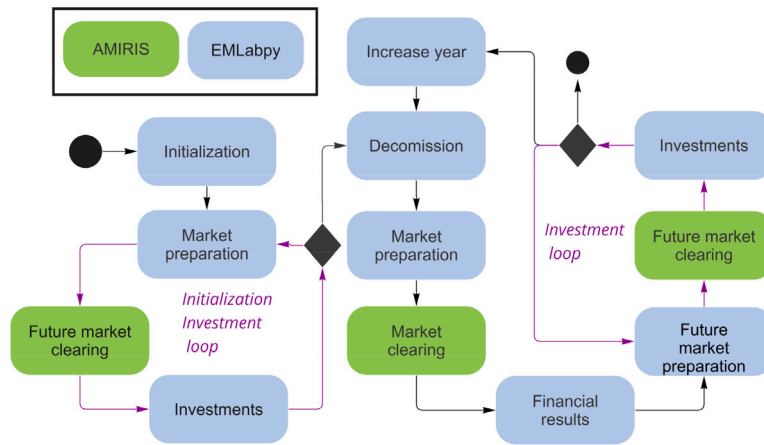 AMIRIS
EMLabpy
Increase year
Initialization
Decomission
Investments
Market
preparation
Market
preparation
Investment
loop
Future market
clearing
Initialization
Investment
loop
Future market
clearing
Market
clearing
Future
market
preparation
Investments
Financial
results